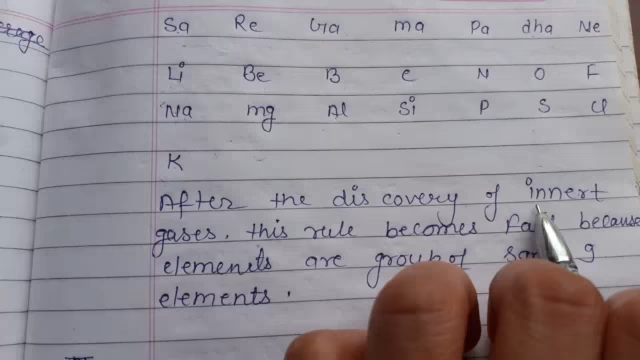 Sa Re Ga ma Pa dha Ne
Li Be B C N O F
Na mg Al Si P S Cl
K
After the discovery of innert
gases. this rule becomes because
elements are group of 9
elements.